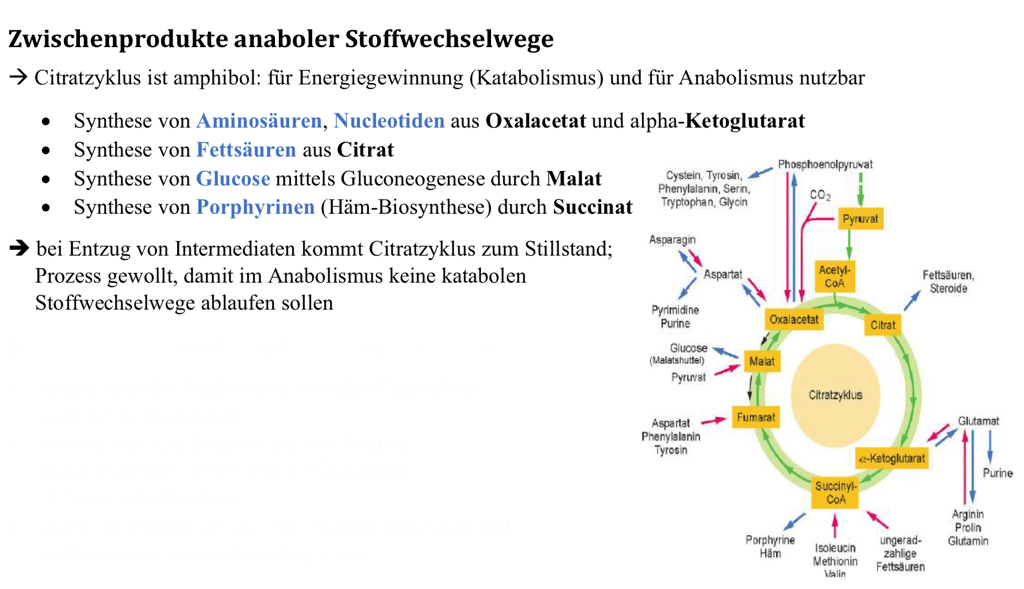 Zwischenprodukte anaboler Stoffwechselwege
→ Citratzyklus ist amphibol: für Energiegewinnung (Katabolismus) und für Anabolismus nutzbar
• Synthese von Aminosäuren, Nucleotiden aus Oxalacetat und alpha-Ketoglutarat
• Synthese von Fettsäuren aus Citrat
• Synthese von Glucose mittels Gluconeogenese durch Malat
• Synthese von Porphyrinen (Häm-Biosynthese) durch Succinat
→ bei Entzug von Intermediaten kommt Citratzyklus zum Stillstand;
Prozess gewollt, damit im Anabolismus keine katabolen
Stoffwechselwege ablaufen sollen
Phosphoenolpyruvat
Cystein, Tyrosin,
Phenylalanin, Serin,
Tryptophan, Glycin
CO2
Pyruvat
Asparagin
Aspartat
Acetyl-
CoA
Fettsäuren,
Steroide
Pyrimidine
Purine
Oxalacetat
Citrat
Glucose
(Malatshuttel)
Malat
Pyruvat
Citratzyklus
Fumarat
Aspartat
Phenylalanin
Tyrosin
Glutamat
α-Ketoglutarat
Purine
Succinyl-
CoA
Arginin
Prolin
Glutamin
Porphyrine
Häm
Isoleucin
Methionin
Valin
ungerad-
zahlige
Fettsäuren